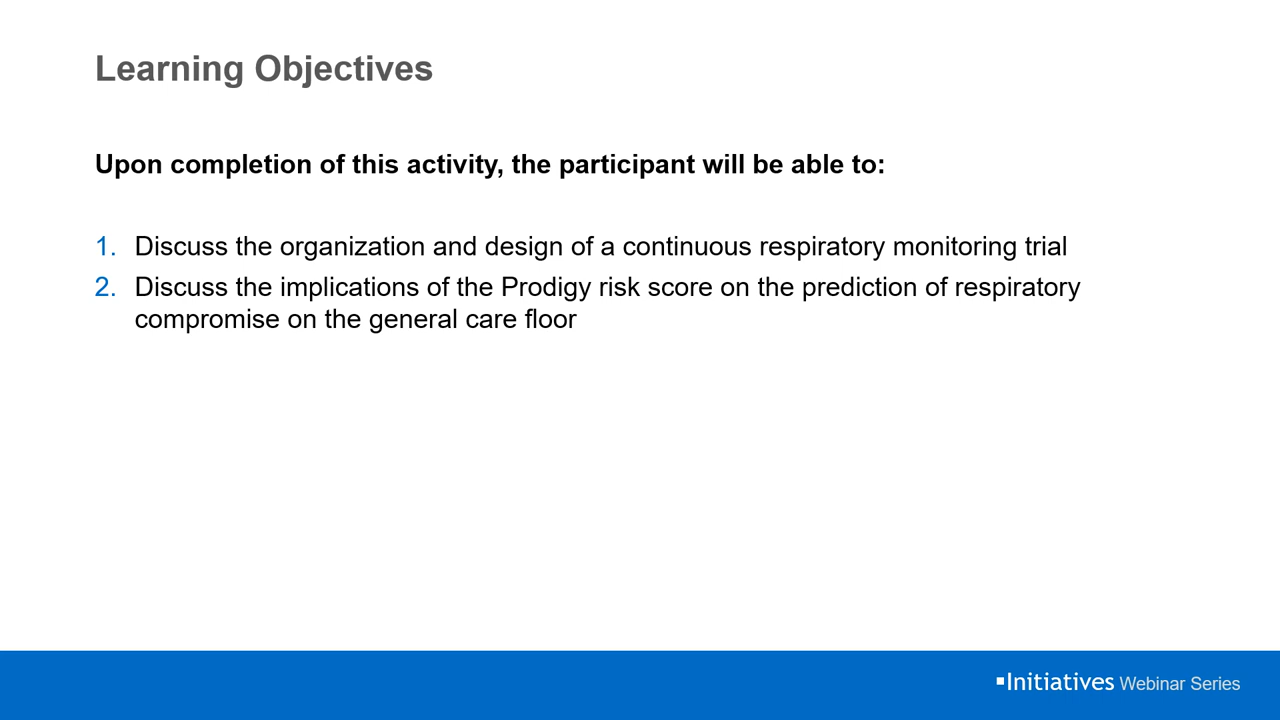 Learning Objectives
Upon completion of this activity, the participant will be able to:
1. Discuss the organization and design of a continuous respiratory monitoring trial
2. Discuss the implications of the Prodigy risk score on the prediction of respiratory
compromise on the general care floor
Initiatives Webinar Series